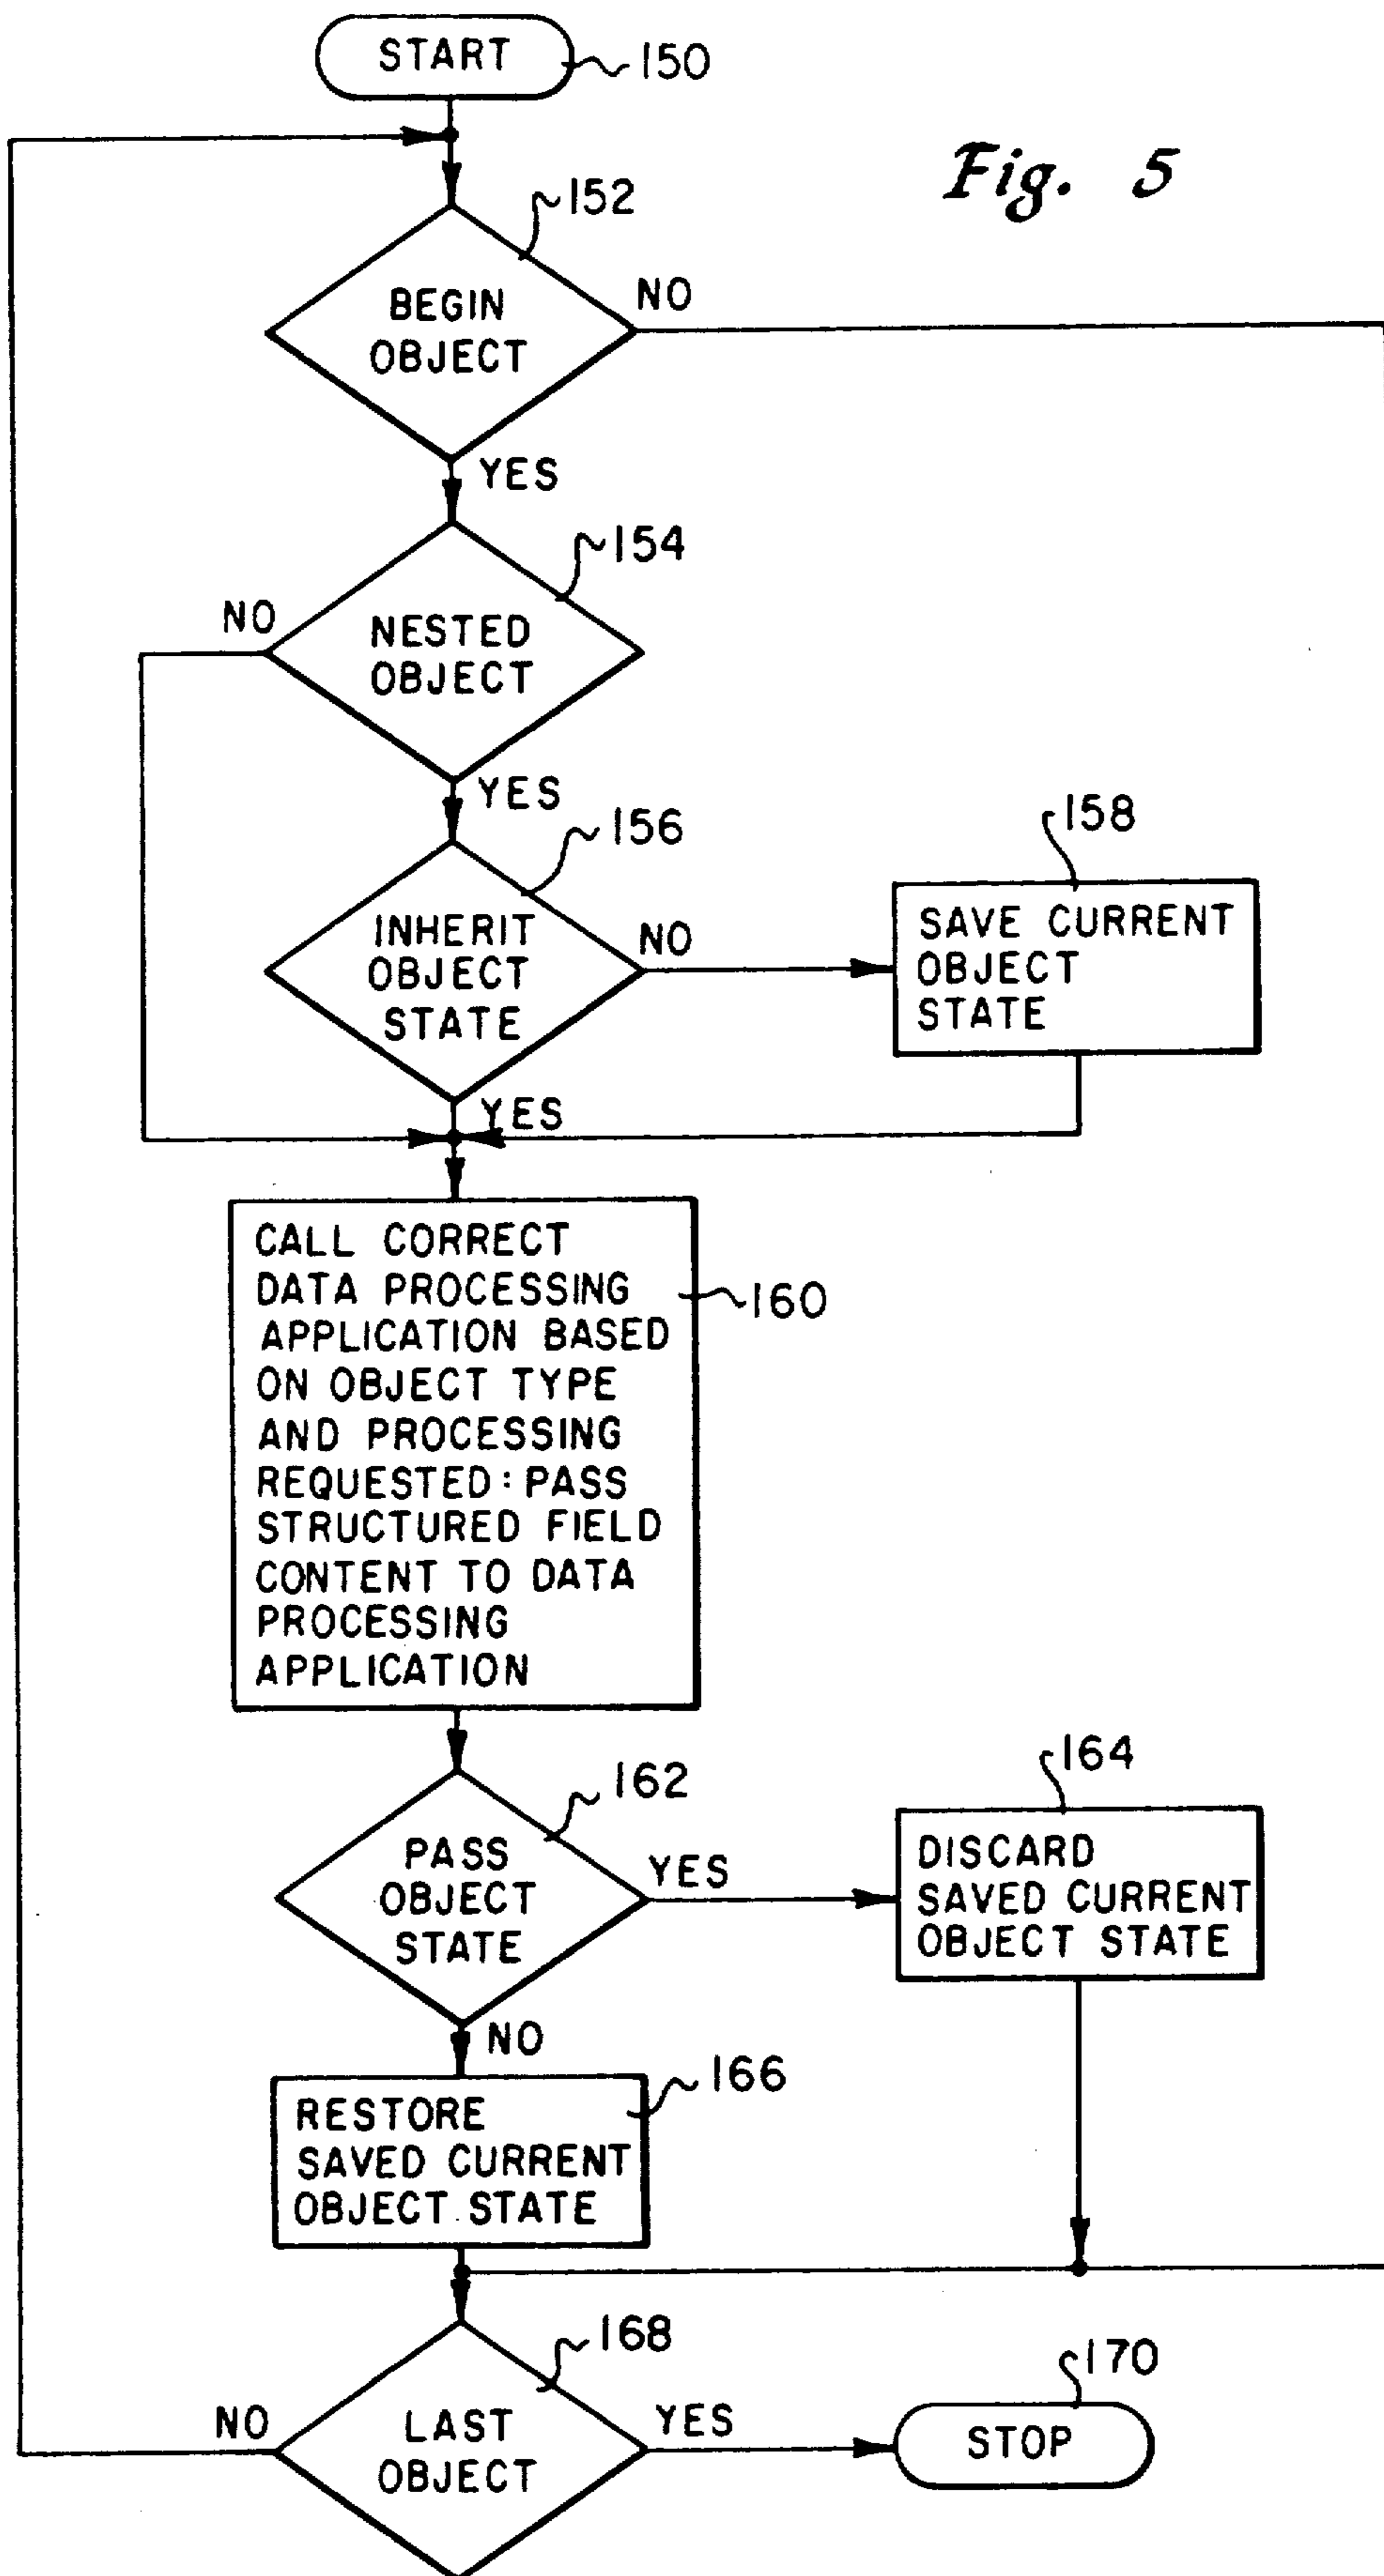 START
150
Fig. 5
152
BEGIN
OBJECT
NO
YES
154
NO
NESTED
OBJECT
YES
156
158
INHERIT
OBJECT
STATE
NO
SAVE CURRENT
OBJECT
STATE
YES
CALL CORRECT
DATA PROCESSING
APPLICATION BASED
ON OBJECT TYPE
AND PROCESSING
REQUESTED: PASS
STRUCTURED FIELD
CONTENT TO DATA
PROCESSING
APPLICATION
160
162
164
PASS
OBJECT
STATE
YES
DISCARD
SAVED CURRENT
OBJECT STATE
NO
166
RESTORE
SAVED CURRENT
OBJECT STATE
168
170
NO
LAST
OBJECT
YES
STOP